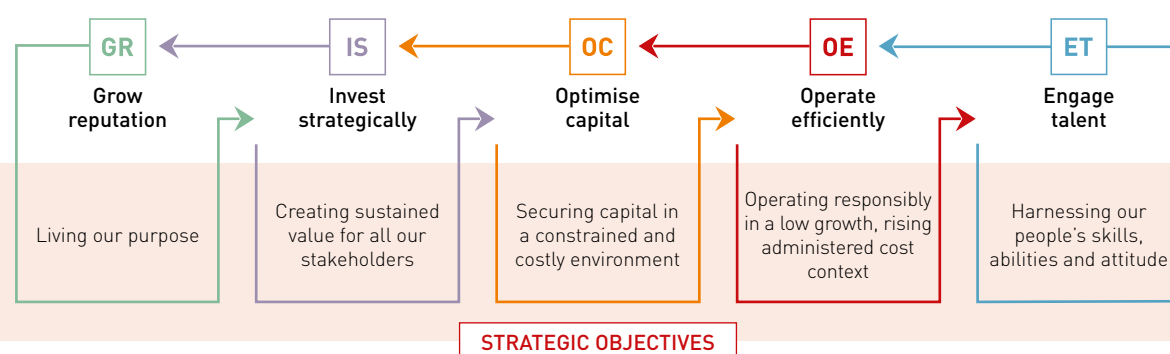 GR
Grow
reputation
Living our purpose
IS
Invest
strategically
Creating sustained
value for all our
stakeholders
OC
Optimise
capital
Securing capital in
a constrained and
costly environment
OE
Operate
efficiently
Operating responsibly
in a low growth, rising
administered cost
context
ET
Engage
talent
Harnessing our
people's skills,
abilities and attitude
STRATEGIC OBJECTIVES